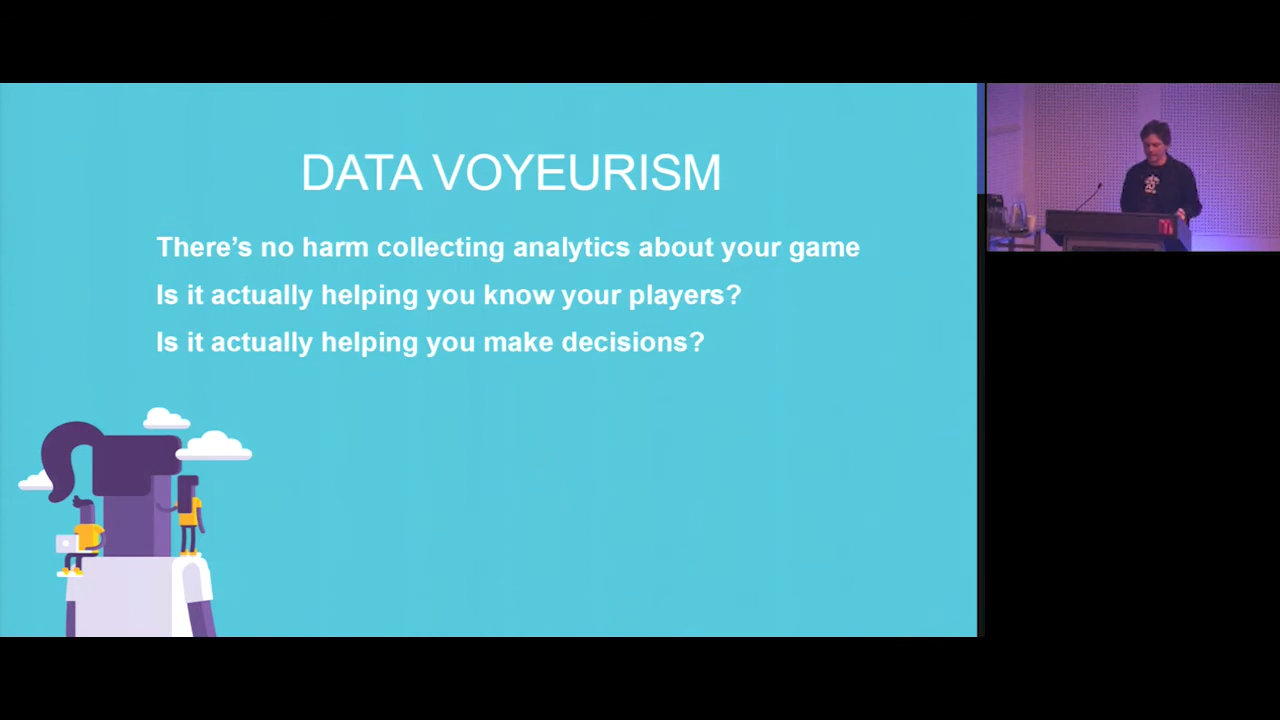 DATA VOYEURISM
There’s no harm collecting analytics about your game
Is it actually helping you know your players?
Is it actually helping you make decisions?